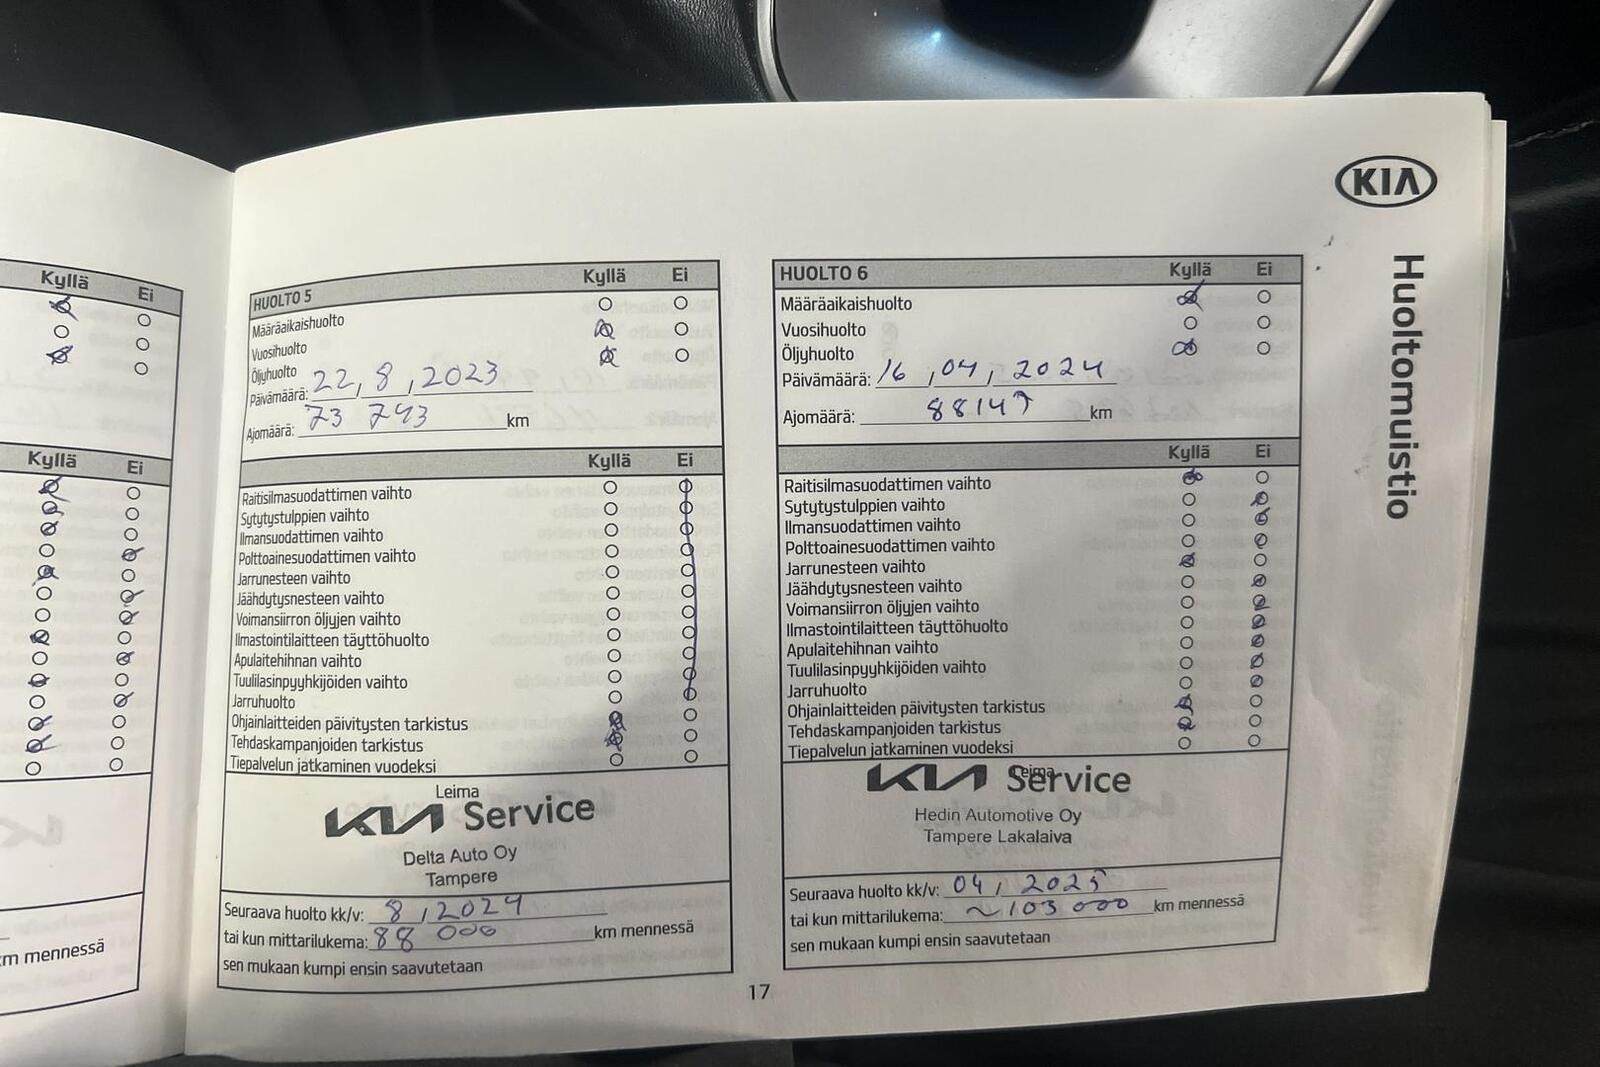 Kyllä Ei
Kyllä Ei
m mennessä
HUOLTO 5 Kyllä Ei
Määräaikaishuolto
Vuosihuolto
Öljyhuolto
Päivämäärä: 22, 8, 2023
Ajomäärä: 73 743 km
Kyllä Ei
Raitisilmasuodattimen vaihto
Sytytystulppien vaihto
Ilmansuodattimen vaihto
Polttoainesuodattimen vaihto
Jarrunesteen vaihto
Jäähdytysnesteen vaihto
Voimansiirron öljyjen vaihto
Ilmastointilaitteen täyttöhuolto
Apulaitehihnan vaihto
Tuulilasinpyyhkijöiden vaihto
Jarruhuolto
Ohjainlaitteiden päivitysten tarkistus
Tehdaskampanjoiden tarkistus
Tiepalvelun jatkaminen vuodeksi
Leima
KIA Service
Delta Auto Oy
Tampere
Seuraava huolto kk/v: 8, 2024
tai kun mittarilukema: 88 000 km mennessä
sen mukaan kumpi ensin saavutetaan
HUOLTO 6 Kyllä Ei
Määräaikaishuolto
Vuosihuolto
Öljyhuolto
Päivämäärä: 16, 04, 2024
Ajomäärä: 88147 km
Kyllä Ei
Raitisilmasuodattimen vaihto
Sytytystulppien vaihto
Ilmansuodattimen vaihto
Polttoainesuodattimen vaihto
Jarrunesteen vaihto
Jäähdytysnesteen vaihto
Voimansiirron öljyjen vaihto
Ilmastointilaitteen täyttöhuolto
Apulaitehihnan vaihto
Tuulilasinpyyhkijöiden vaihto
Jarruhuolto
Ohjainlaitteiden päivitysten tarkistus
Tehdaskampanjoiden tarkistus
Tiepalvelun jatkaminen vuodeksi
Leima
KIA Service
Hedin Automotive Oy
Tampere Lakalaiva
Seuraava huolto kk/v: 04, 2025
tai kun mittarilukema: ~103 000 km mennessä
sen mukaan kumpi ensin saavutetaan
17
KIA
Huoltomuistio